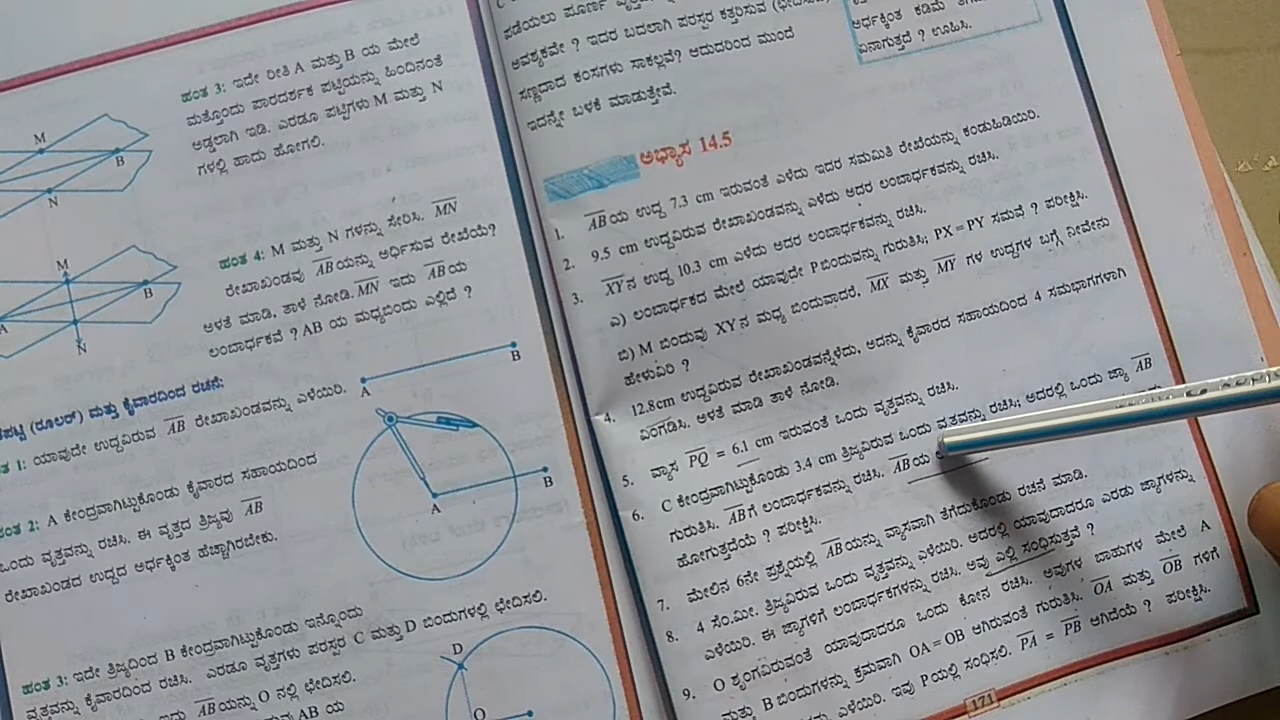 ಹಂತ 3: ಇದೇ ರೀತಿ A ಮತ್ತು B ಯ ಮೇಲೆ
ಮತ್ತೊಂದು ಪಾರದರ್ಶಕ ಪಟ್ಟಿಯನ್ನು ಹಿಂದಿನಂತೆ
ಅಡ್ಡಲಾಗಿ ಇಡಿ. ಎರಡೂ ಪಟ್ಟಿಗಳು M ಮತ್ತು N
ಗಳಲ್ಲಿ ಹಾದು ಹೋಗಲಿ.
M
B
N
ಹಂತ 4: M ಮತ್ತು N ಗಳನ್ನು ಸೇರಿಸಿ. MN
ರೇಖಾಖಂಡವು AB ಯನ್ನು ಅರ್ಧಿಸುವ ರೇಖೆಯೆ?
ಅಳತೆ ಮಾಡಿ, ತಾಳೆ ನೋಡಿ. MN ಇದು AB ಯ
ಲಂಬಾರ್ಧಕವೆ ? AB ಯ ಮಧ್ಯಬಿಂದು ಎಲ್ಲಿದೆ ?
M
B
A
N
(ರೂಲರ್) ಮತ್ತು ಕೈವಾರದಿಂದ ರಚನೆ:
1: ಯಾವುದೇ ಉದ್ದವಿರುವ AB ರೇಖಾಖಂಡವನ್ನು ಎಳೆಯಿರಿ.
A
B
2: A ಕೇಂದ್ರವಾಗಿಟ್ಟುಕೊಂಡು ಕೈವಾರದ ಸಹಾಯದಿಂದ
ಒಂದು ವೃತ್ತವನ್ನು ರಚಿಸಿ. ಈ ವೃತ್ತದ ತ್ರಿಜ್ಯವು AB
ರೇಖಾಖಂಡದ ಉದ್ದದ ಅರ್ಧಕ್ಕಿಂತ ಹೆಚ್ಚಾಗಿರಬೇಕು.
A
B
ಹಂತ 3: ಇದೇ ತ್ರಿಜ್ಯದಿಂದ B ಕೇಂದ್ರವಾಗಿಟ್ಟುಕೊಂಡು ಇನ್ನೊಂದು
ವೃತ್ತವನ್ನು ಕೈವಾರದಿಂದ ರಚಿಸಿ. ಎರಡೂ ವೃತ್ತಗಳು ಪರಸ್ಪರ C ಮತ್ತು D ಬಿಂದುಗಳಲ್ಲಿ ಛೇದಿಸಲಿ.
ಇದು AB ಯನ್ನು O ನಲ್ಲಿ ಛೇದಿಸಲಿ.
AB ಯ
D
O
ಪಡೆಯಲು ಪೂರ್ಣ
ಅವಶ್ಯಕವೇ ? ಇದರ ಬದಲಾಗಿ ಪರಸ್ಪರ ಕತ್ತರಿಸುವ
ಸಣ್ಣದಾದ ಕಂಸಗಳು ಸಾಕಲ್ಲವೆ? ಆದುದರಿಂದ ಮುಂದೆ
ಇದನ್ನೇ ಬಳಕೆ ಮಾಡುತ್ತೇವೆ.
ಅರ್ಧಕ್ಕಿಂತ ಕಡಿಮೆ
ಏನಾಗುತ್ತದೆ ? ಊಹಿಸಿ.
ಅಭ್ಯಾಸ 14.5
1. AB ಯ ಉದ್ದ 7.3 cm ಇರುವಂತೆ ಎಳೆದು ಇದರ ಸಮಮಿತಿ ರೇಖೆಯನ್ನು ಕಂಡುಹಿಡಿಯಿರಿ.
2. 9.5 cm ಉದ್ದವಿರುವ ರೇಖಾಖಂಡವನ್ನು ಎಳೆದು ಅದರ ಲಂಬಾರ್ಧಕವನ್ನು ರಚಿಸಿ.
3. XY ನ ಉದ್ದ 10.3 cm ಎಳೆದು ಅದರ ಲಂಬಾರ್ಧಕವನ್ನು ರಚಿಸಿ.
ಎ) ಲಂಬಾರ್ಧಕದ ಮೇಲೆ ಯಾವುದೇ P ಬಿಂದುವನ್ನು ಗುರುತಿಸಿ; PX = PY ಸಮವೆ ? ಪರೀಕ್ಷಿಸಿ.
ಬಿ) M ಬಿಂದುವು XY ನ ಮಧ್ಯ ಬಿಂದುವಾದರೆ, MX ಮತ್ತು MY ಗಳ ಉದ್ದಗಳ ಬಗ್ಗೆ ನೀವೇನು
ಹೇಳುವಿರಿ ?
4. 12.8cm ಉದ್ದವಿರುವ ರೇಖಾಖಂಡವನ್ನೆಳೆದು, ಅದನ್ನು ಕೈವಾರದ ಸಹಾಯದಿಂದ 4 ಸಮಭಾಗಗಳಾಗಿ
ವಿಂಗಡಿಸಿ. ಅಳತೆ ಮಾಡಿ ತಾಳೆ ನೋಡಿ.
5. ವ್ಯಾಸ PQ = 6.1 cm ಇರುವಂತೆ ಒಂದು ವೃತ್ತವನ್ನು ರಚಿಸಿ.
6. C ಕೇಂದ್ರವಾಗಿಟ್ಟುಕೊಂಡು 3.4 cm ತ್ರಿಜ್ಯವಿರುವ ಒಂದು ವೃತ್ತವನ್ನು ರಚಿಸಿ; ಅದರಲ್ಲಿ ಒಂದು ಜ್ಯಾ AB
ಗುರುತಿಸಿ. AB ಗೆ ಲಂಬಾರ್ಧಕವನ್ನು ರಚಿಸಿ. AB ಯ
ಹೋಗುತ್ತದೆಯೆ ? ಪರೀಕ್ಷಿಸಿ.
7. ಮೇಲಿನ 6ನೇ ಪ್ರಶ್ನೆಯಲ್ಲಿ AB ಯನ್ನು ವ್ಯಾಸವಾಗಿ ತೆಗೆದುಕೊಂಡು ರಚನೆ ಮಾಡಿ.
8. 4 ಸೆಂ.ಮೀ. ತ್ರಿಜ್ಯವಿರುವ ಒಂದು ವೃತ್ತವನ್ನು ಎಳೆಯಿರಿ. ಅದರಲ್ಲಿ ಯಾವುದಾದರೂ ಎರಡು ಜ್ಯಾಗಳನ್ನು
ಎಳೆಯಿರಿ. ಈ ಜ್ಯಾಗಳಿಗೆ ಲಂಬಾರ್ಧಕಗಳನ್ನು ರಚಿಸಿ. ಅವು ಎಲ್ಲಿ ಸಂಧಿಸುತ್ತವೆ ?
9. O ಶೃಂಗವಿರುವಂತೆ ಯಾವುದಾದರೂ ಒಂದು ಕೋನ ರಚಿಸಿ. ಅವುಗಳ ಬಾಹುಗಳ ಮೇಲೆ A
ಮತ್ತು B ಬಿಂದುಗಳನ್ನು ಕ್ರಮವಾಗಿ OA = OB ಆಗಿರುವಂತೆ ಗುರುತಿಸಿ. OA ಮತ್ತು OB ಗಳಿಗೆ
ಎಳೆಯಿರಿ. ಇವು P ಯಲ್ಲಿ ಸಂಧಿಸಲಿ. PA = PB ಆಗಿದೆಯೆ ? ಪರೀಕ್ಷಿಸಿ.
171